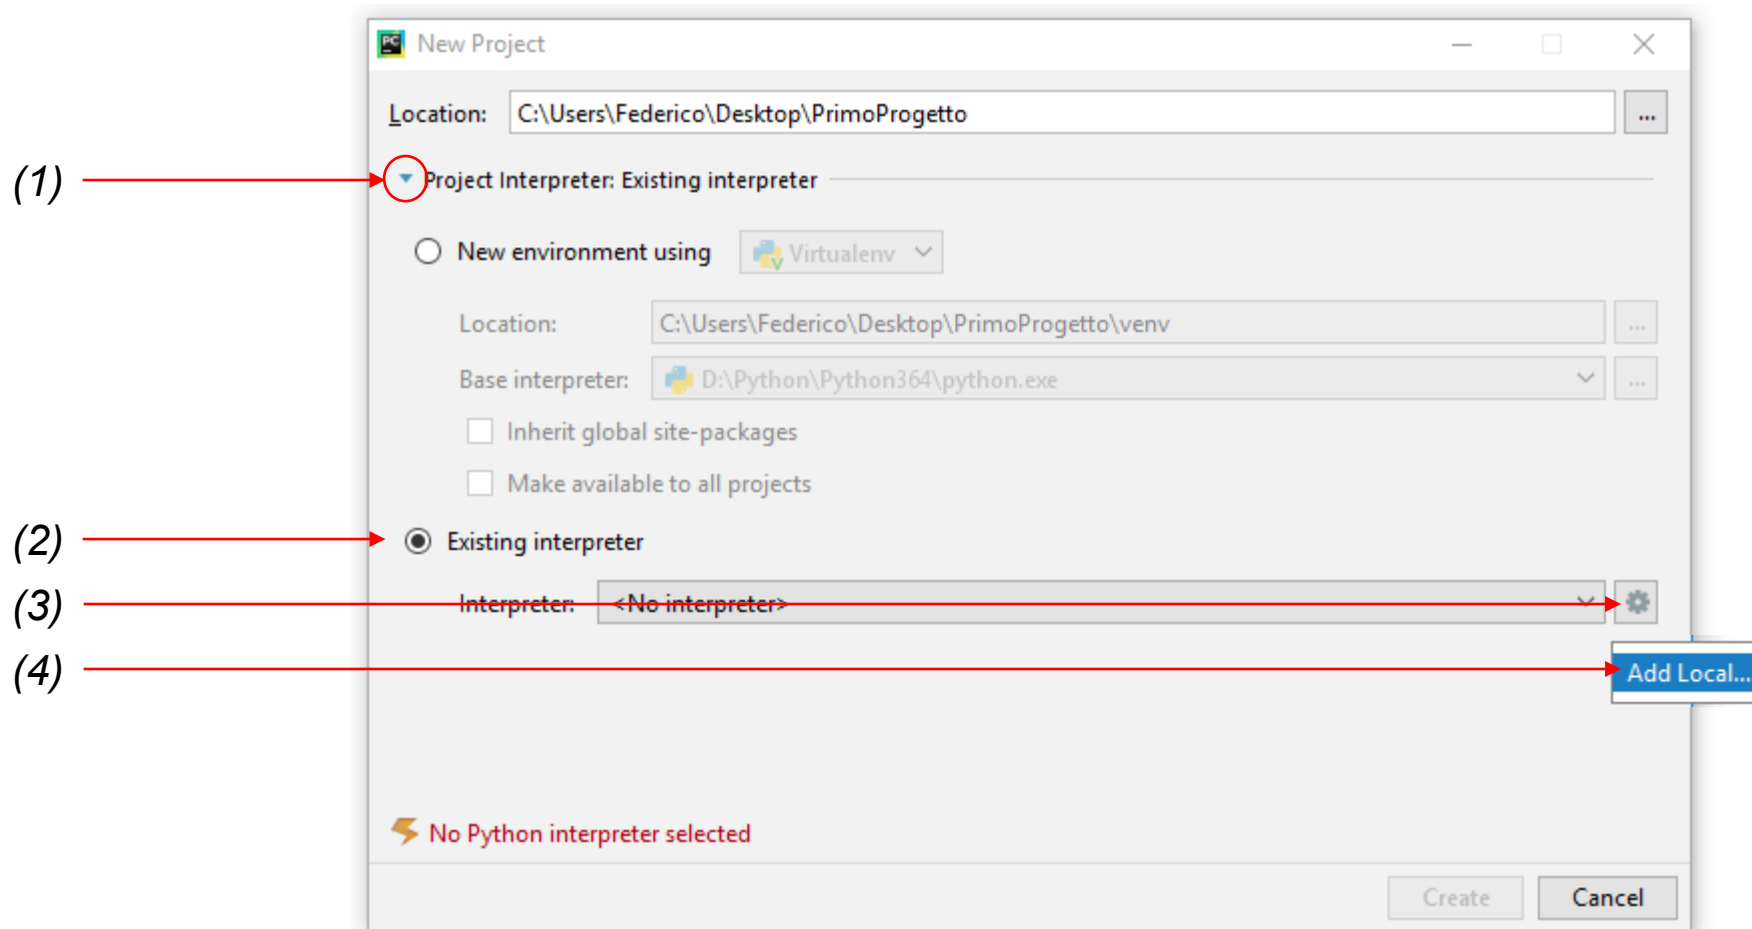 PC New Project
Location: C:\Users\Federico\Desktop\PrimoProgetto ...
(1) Project Interpreter: Existing interpreter
New environment using Virtualenv
Location: C:\Users\Federico\Desktop\PrimoProgetto\venv ...
Base interpreter: D:\Python\Python364\python.exe ...
Inherit global site-packages
Make available to all projects
(2) Existing interpreter
(3) Interpreter: <No interpreter>
(4) Add Local...
No Python interpreter selected
Create Cancel